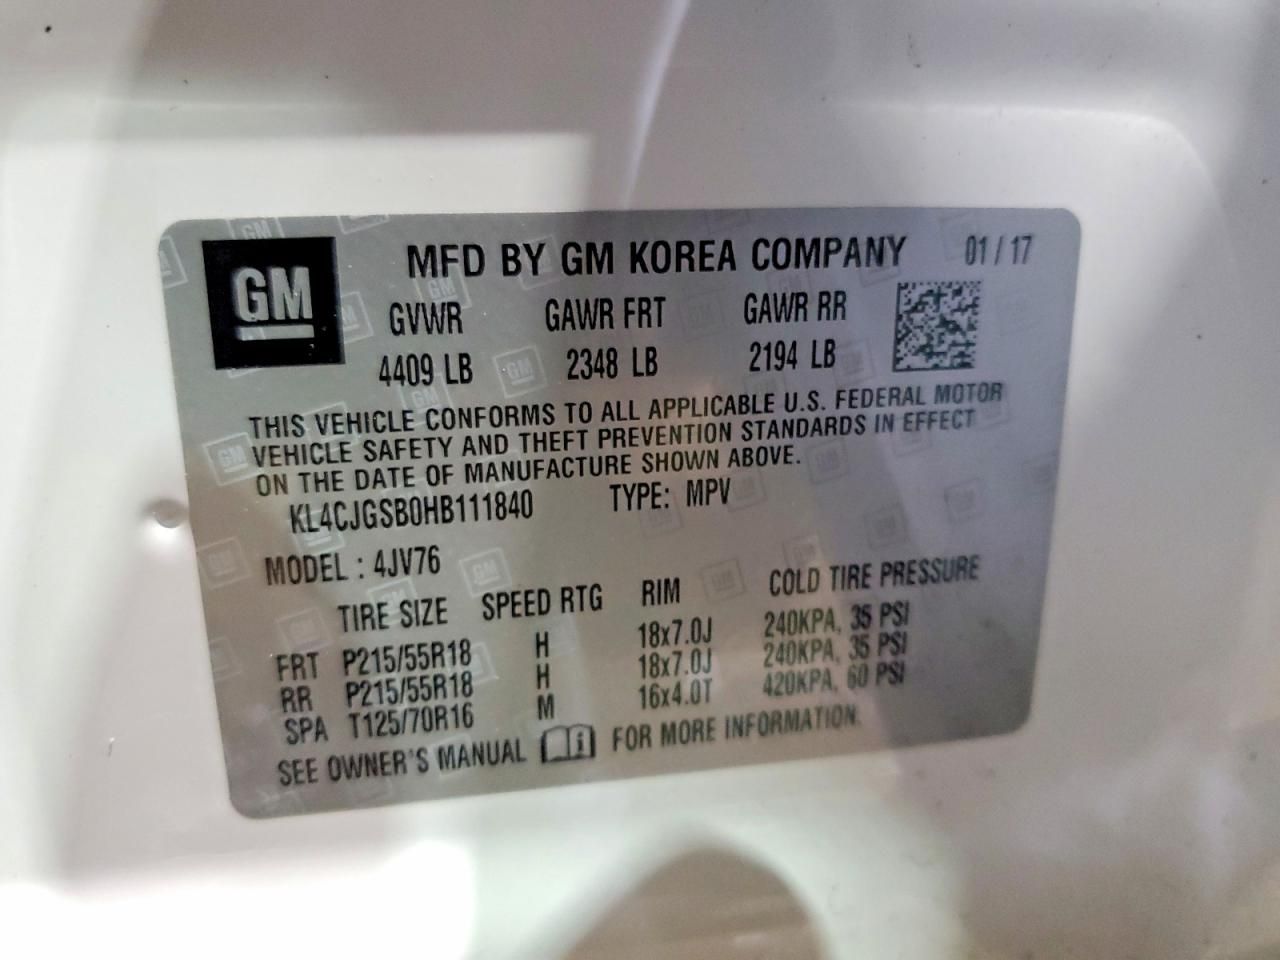 GM
MFD BY GM KOREA COMPANY 01/17
GVWR GAWR FRT GAWR RR
4409 LB 2348 LB 2194 LB
THIS VEHICLE CONFORMS TO ALL APPLICABLE U.S. FEDERAL MOTOR
VEHICLE SAFETY AND THEFT PREVENTION STANDARDS IN EFFECT
ON THE DATE OF MANUFACTURE SHOWN ABOVE.
KL4CJGSB0HB111840 TYPE: MPV
MODEL : 4JV76
TIRE SIZE SPEED RTG RIM COLD TIRE PRESSURE
FRT P215/55R18 H 18x7.0J 240KPA, 35 PSI
RR P215/55R18 H 18x7.0J 240KPA, 35 PSI
SPA T125/70R16 M 16x4.0T 420KPA, 60 PSI
SEE OWNER'S MANUAL i FOR MORE INFORMATION.